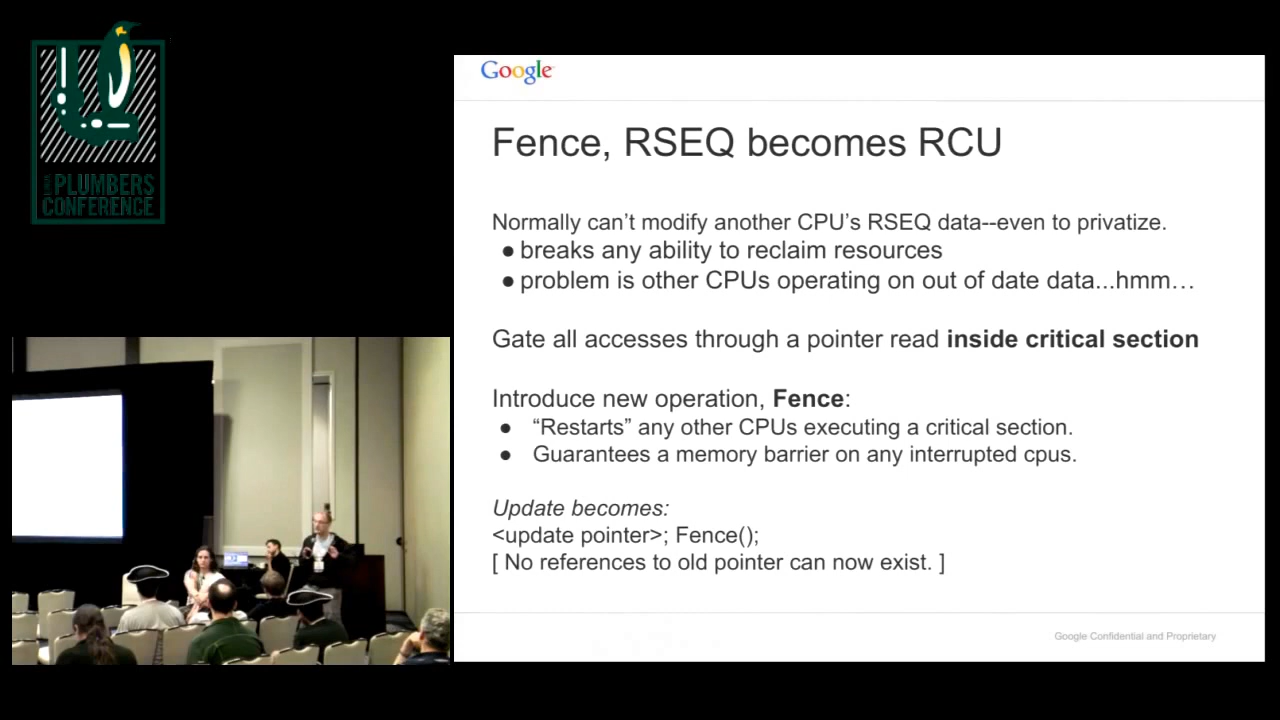 LINUX
PLUMBERS
CONFERENCE
Google
Fence, RSEQ becomes RCU
Normally can't modify another CPU's RSEQ data--even to privatize.
● breaks any ability to reclaim resources
● problem is other CPUs operating on out of date data...hmm…
Gate all accesses through a pointer read inside critical section
Introduce new operation, Fence:
● “Restarts” any other CPUs executing a critical section.
● Guarantees a memory barrier on any interrupted cpus.
Update becomes:
<update pointer>; Fence();
[ No references to old pointer can now exist. ]
Google Confidential and Proprietary